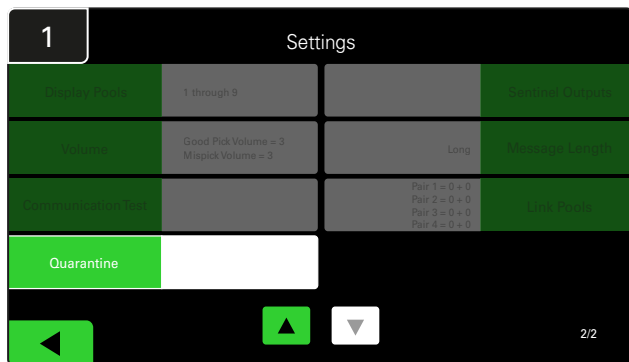 1
Settings
Display Pools
1 through 9
Sentinal Outputs
Volume
Good Pick Volume = 3
Mispick Volume = 3
Long
Message Length
Communication Test
Pair 1 = 0 + 0
Pair 2 = 0 + 0
Pair 3 = 0 + 0
Pair 4 = 0 + 0
Link Pools
Quarantine
2/2